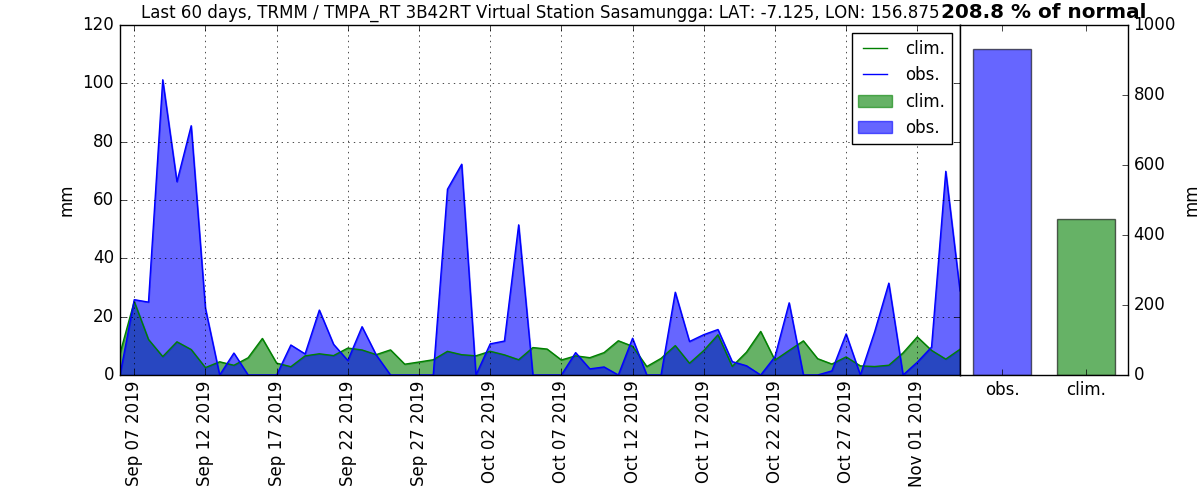 Last 60 days, TRMM / TMPA_RT 3B42RT Virtual Station Sasamungga: LAT: -7.125, LON: 156.875 208.8 % of normal
120
100
80
60
40
20
0
mm
clim.
obs.
clim.
obs.
1000
800
600
400
200
0
mm
Sep 07 2019
Sep 12 2019
Sep 17 2019
Sep 22 2019
Sep 27 2019
Oct 02 2019
Oct 07 2019
Oct 12 2019
Oct 17 2019
Oct 22 2019
Oct 27 2019
Nov 01 2019
obs.
clim.